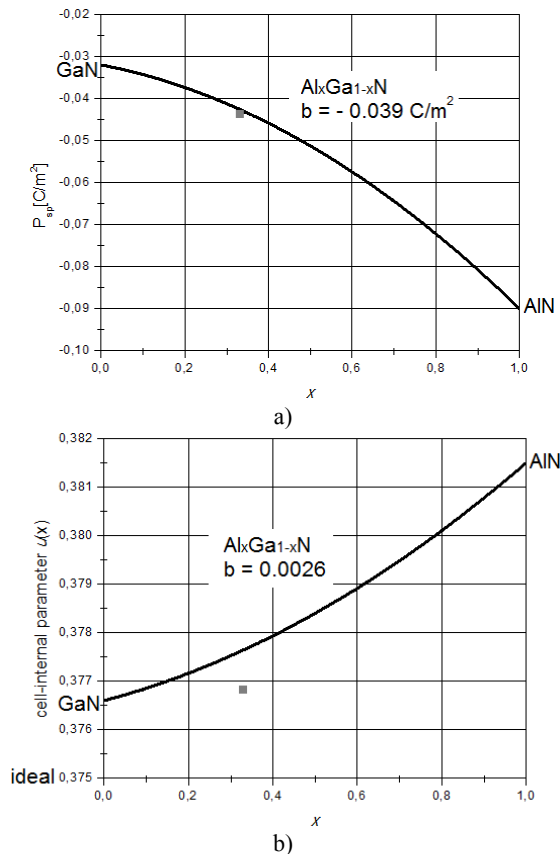 -0,02
GaN
-0,03
-0,04
-0,05
-0,06
-0,07
-0,08
-0,09
-0,10
P_sp[C/m²]
AlxGa1-xN
b = - 0.039 C/m²
AlN
0,0 0,2 0,4 0,6 0,8 1,0
x
a)
0,382
0,381
0,380
0,379
0,378
0,377
GaN
0,376
ideal 0,375
cell-internal parameter u(x)
AlxGa1-xN
b = 0.0026
AlN
0,0 0,2 0,4 0,6 0,8 1,0
x
b)